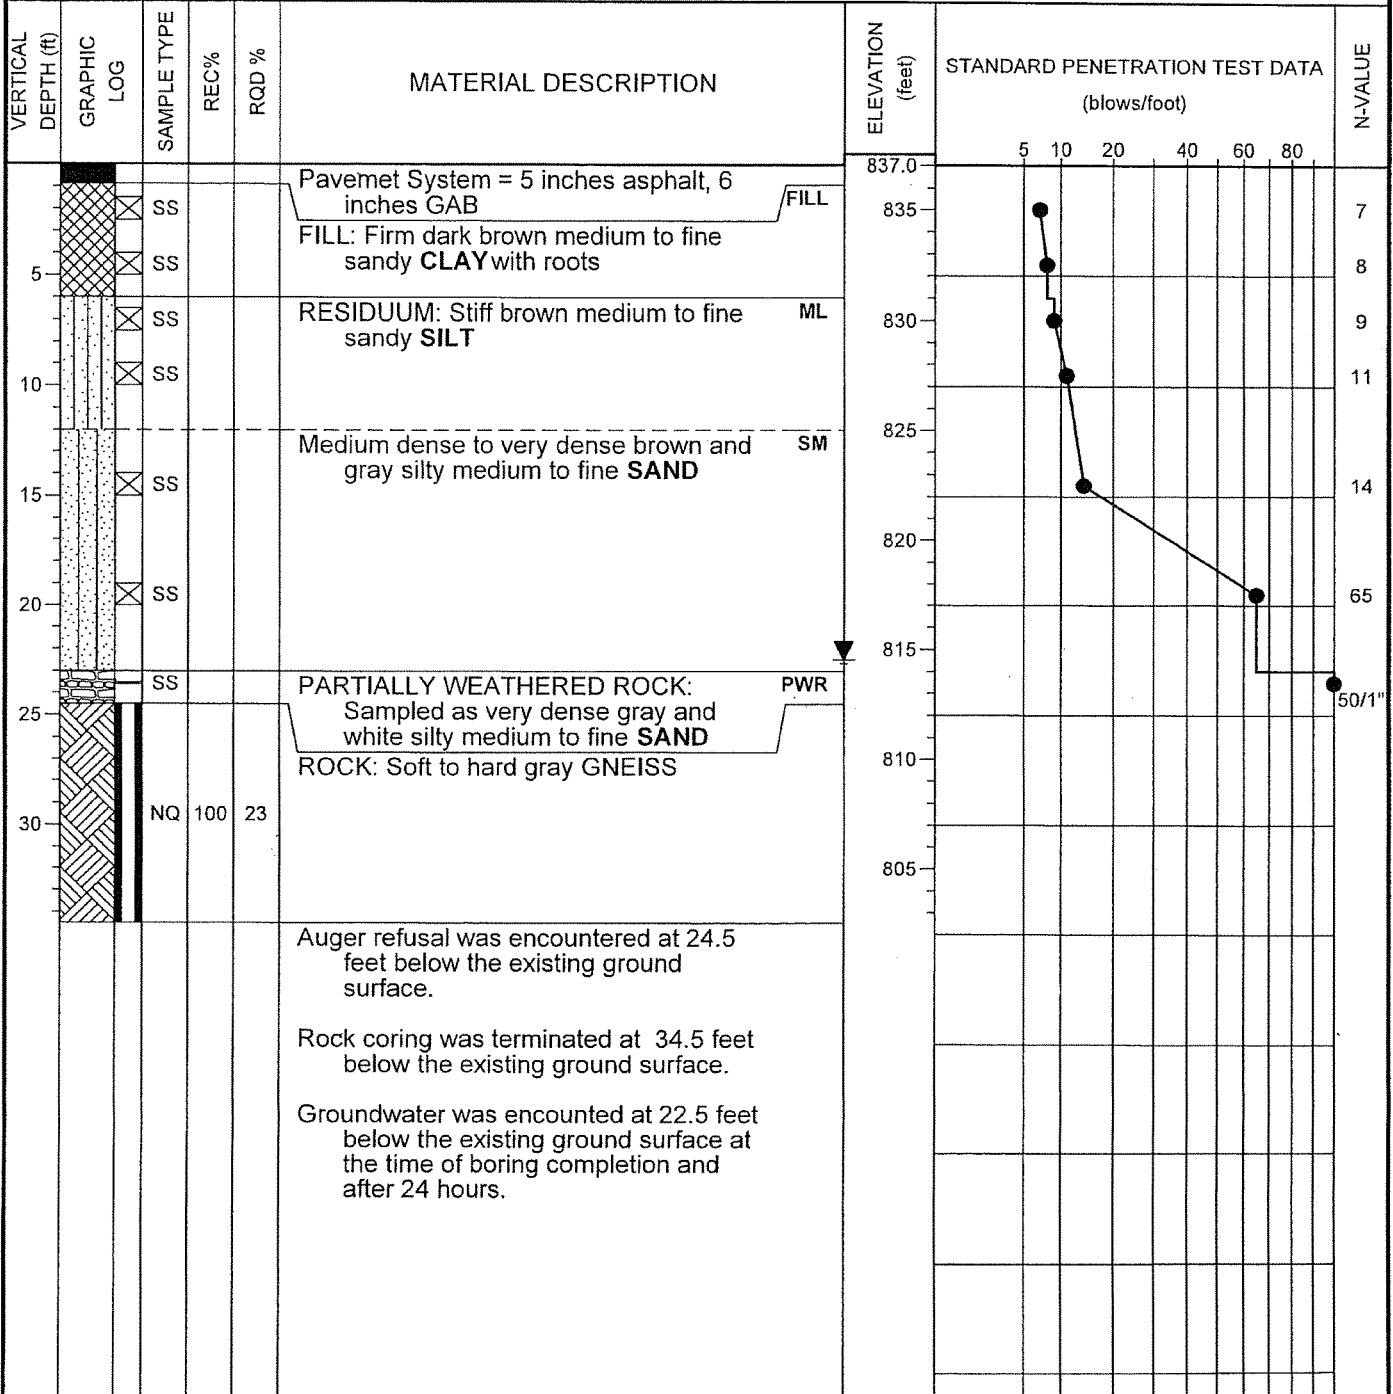 VERTICAL
DEPTH (ft)
GRAPHIC
LOG
SAMPLE TYPE
REC%
RQD %
MATERIAL DESCRIPTION
ELEVATION
(feet)
STANDARD PENETRATION TEST DATA
(blows/foot)
N-VALUE
5 10 20 40 60 80
837.0
Pavemet System = 5 inches asphalt, 6
inches GAB
FILL
SS
835
7
FILL: Firm dark brown medium to fine
sandy CLAY with roots
5
SS
8
RESIDUUM: Stiff brown medium to fine
sandy SILT
ML
SS
830
9
10
SS
11
Medium dense to very dense brown and
gray silty medium to fine SAND
SM
825
15
SS
14
820
20
SS
65
815
SS
PARTIALLY WEATHERED ROCK:
Sampled as very dense gray and
white silty medium to fine SAND
PWR
50/1"
25
ROCK: Soft to hard gray GNEISS
810
30
NQ 100 23
805
Auger refusal was encountered at 24.5
feet below the existing ground
surface.
Rock coring was terminated at 34.5 feet
below the existing ground surface.
Groundwater was encounted at 22.5 feet
below the existing ground surface at
the time of boring completion and
after 24 hours.